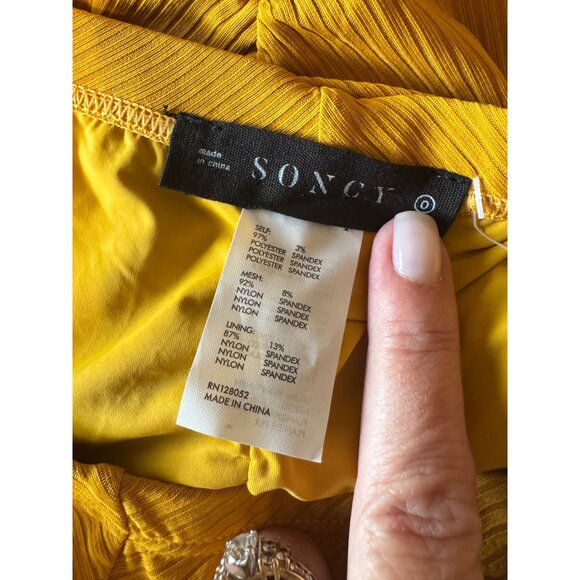 made
in china
SONCY
0
SELF:
97% 3%
POLYESTER SPANDEX
POLYESTER SPANDEX
POLYESTER SPANDEX
MESH:
92% 8%
NYLON SPANDEX
NYLON SPANDEX
NYLON SPANDEX
LINING:
87% 13%
NYLON SPANDEX
NYLON SPANDEX
NYLON SPANDEX
RN128052
MADE IN CHINA